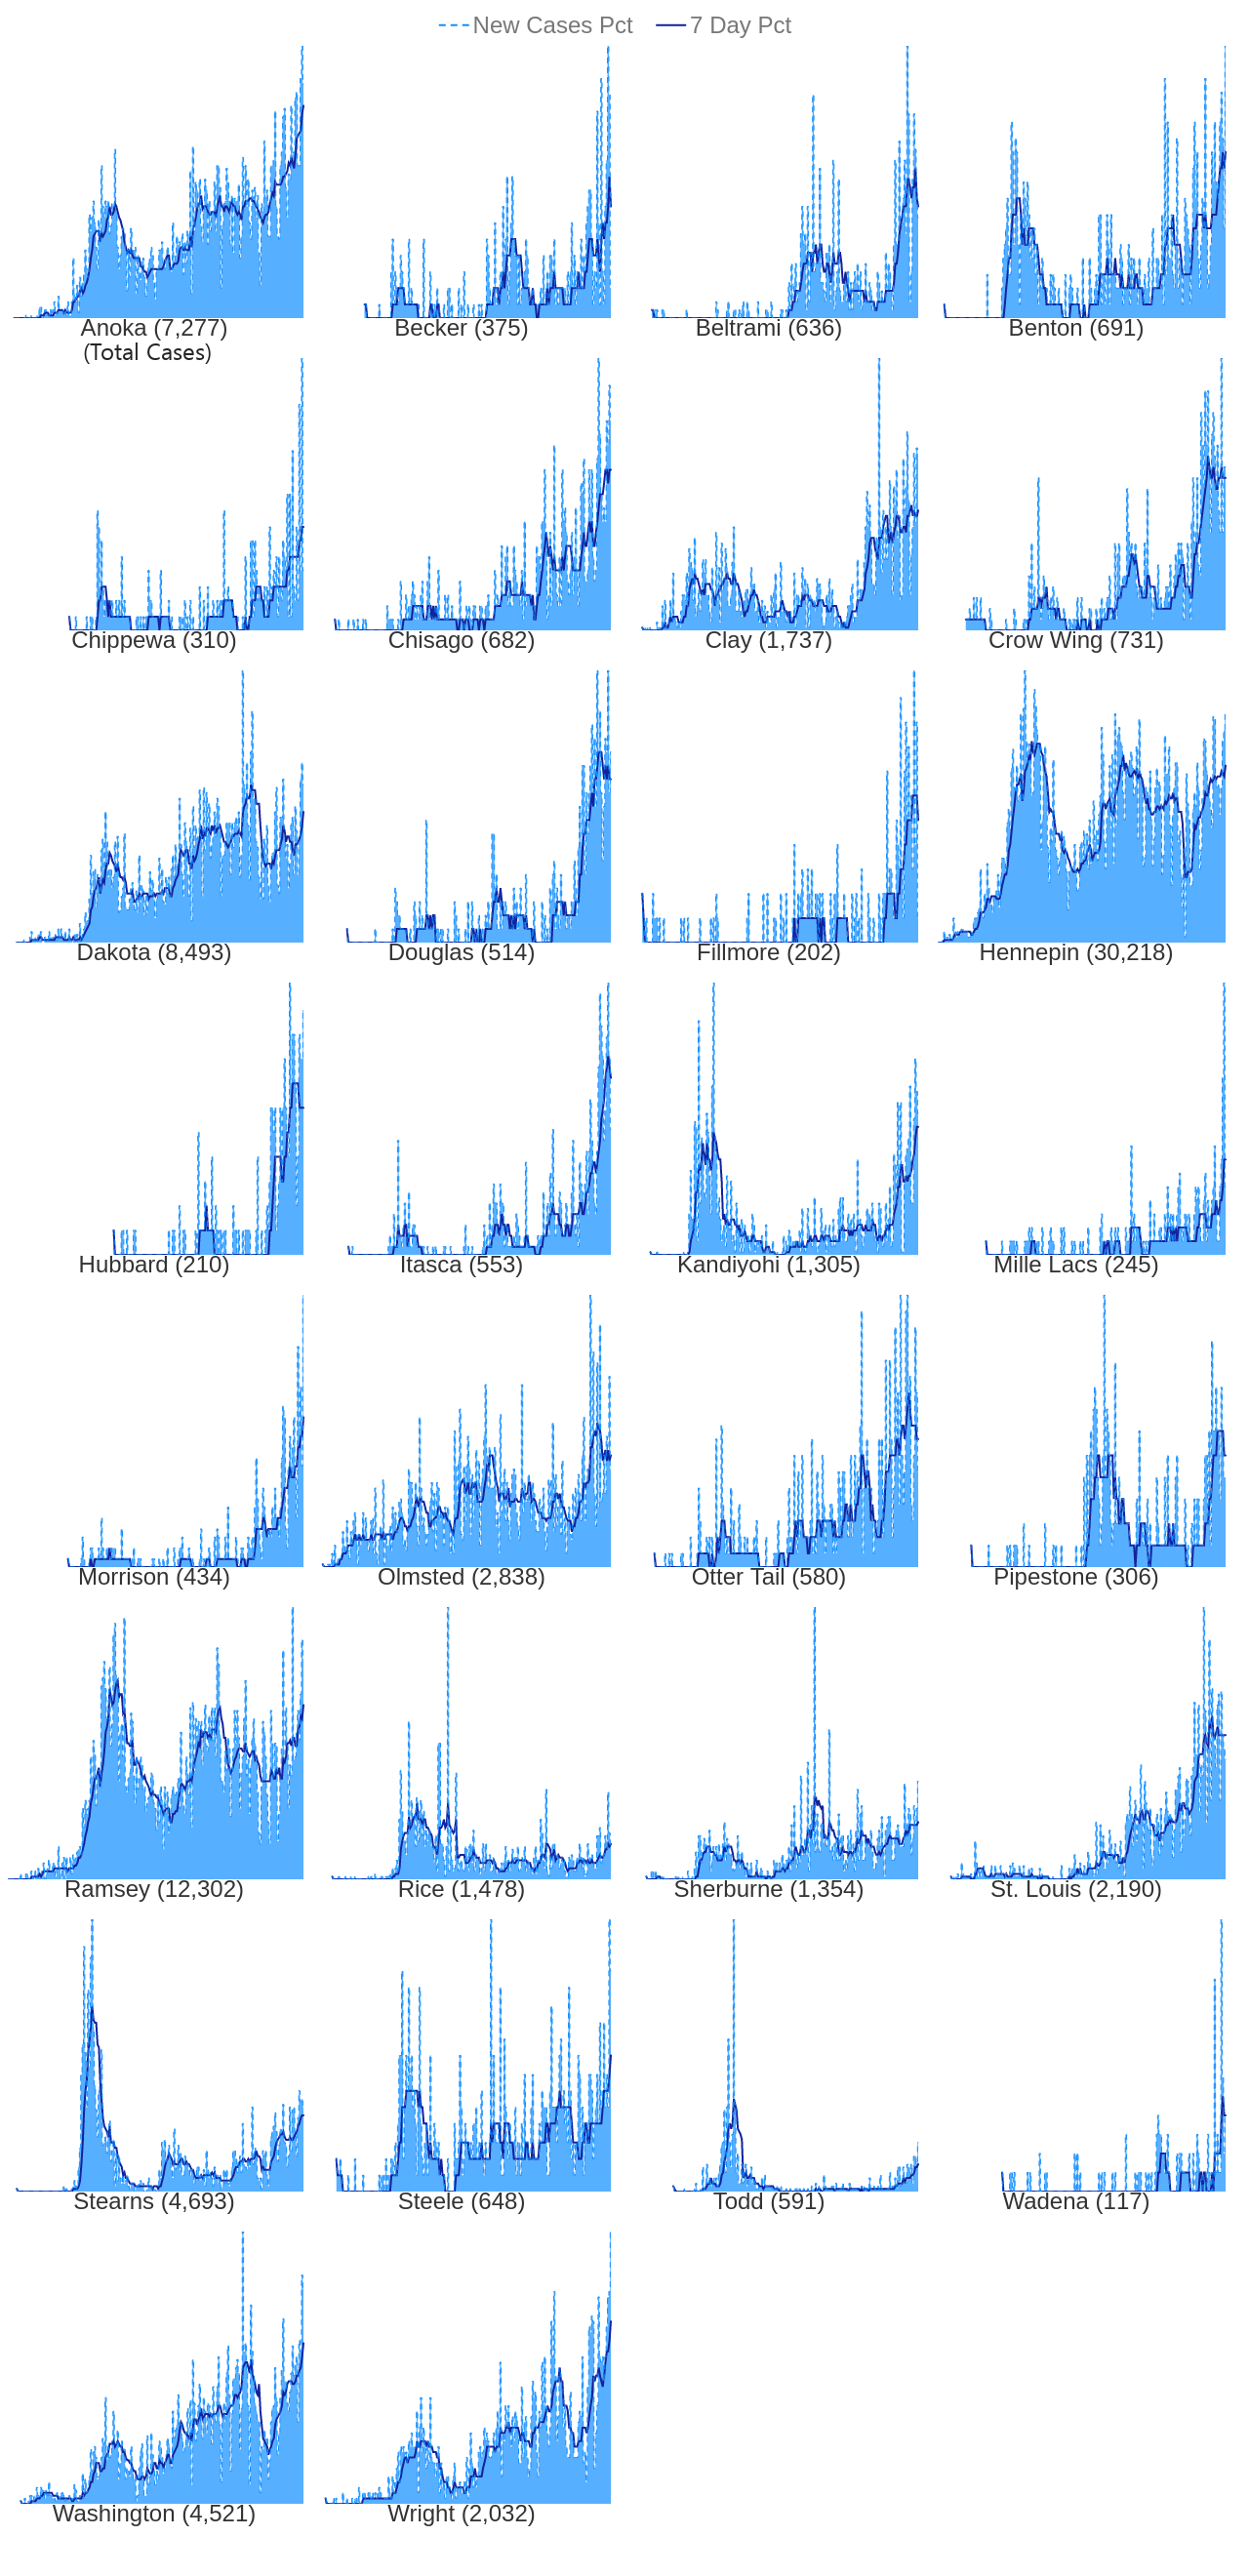 New Cases Pct 7 Day Pct
Anoka (7,277) Becker (375) Beltrami (636) Benton (691)
(Total Cases)
Chippewa (310) Chisago (682) Clay (1,737) Crow Wing (731)
Dakota (8,493) Douglas (514) Fillmore (202) Hennepin (30,218)
Hubbard (210) Itasca (553) Kandiyohi (1,305) Mille Lacs (245)
Morrison (434) Olmsted (2,838) Otter Tail (580) Pipestone (306)
Ramsey (12,302) Rice (1,478) Sherburne (1,354) St. Louis (2,190)
Stearns (4,693) Steele (648) Todd (591) Wadena (117)
Washington (4,521) Wright (2,032)